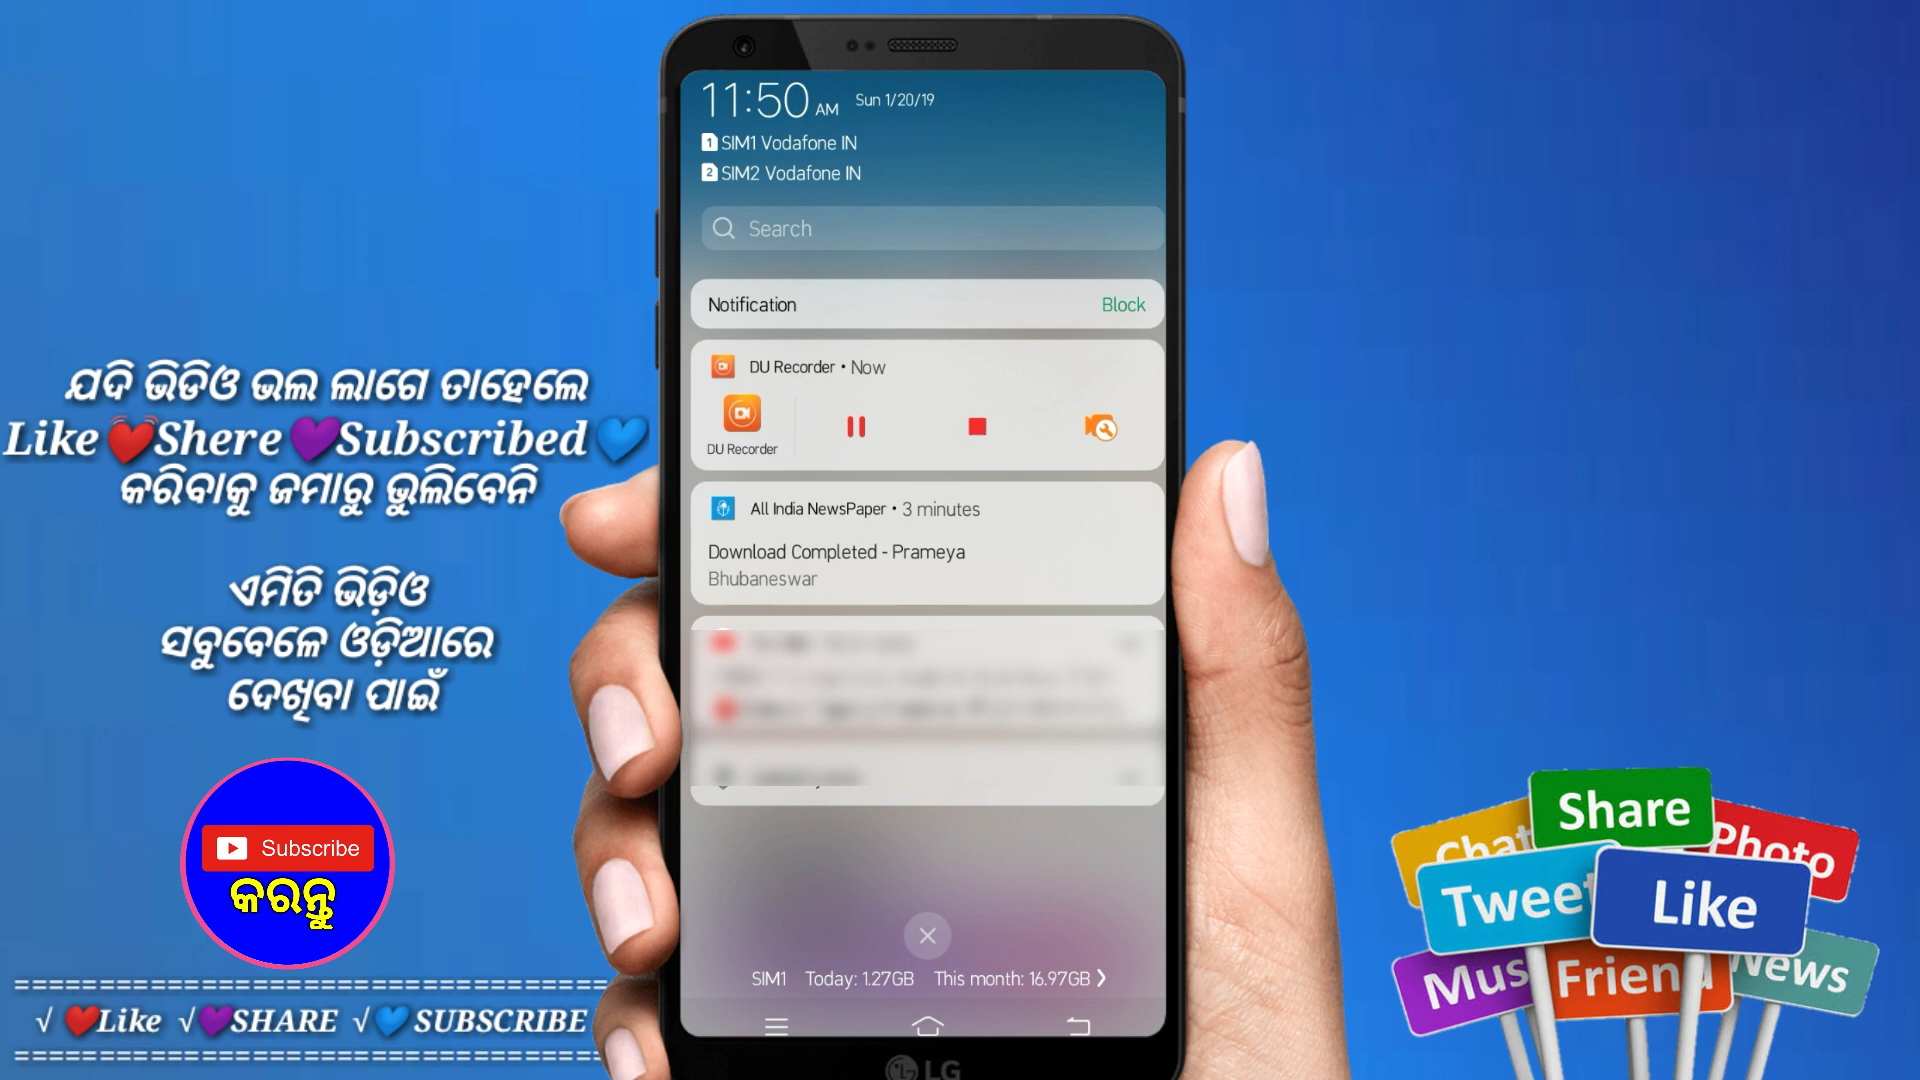 ଯଦି ଭିଡିଓ ଭଲ ଲାଗେ ତାହେଲେ
Like ❤️Shere 💜Subscribed 💙
କରିବାକୁ ଜମାରୁ ଭୁଲିବେନି
ଏମିତି ଭିଡ଼ିଓ
ସବୁବେଳେ ଓଡ଼ିଆରେ
ଦେଖିବା ପାଇଁ
Subscribe
କରନ୍ତୁ
==========================================
√ ❤️Like √💜SHARE √💙SUBSCRIBE
==========================================
11:50 AM Sun 1/20/19
1 SIM1 Vodafone IN
2 SIM2 Vodafone IN
Search
Notification Block
DU Recorder • Now
DU Recorder
All India NewsPaper • 3 minutes
Download Completed - Prameya
Bhubaneswar
SIM1 Today: 1.27GB This month: 16.97GB ❯
LG
Share
Chat
Photo
Tweet
Like
Mus
Friend
News